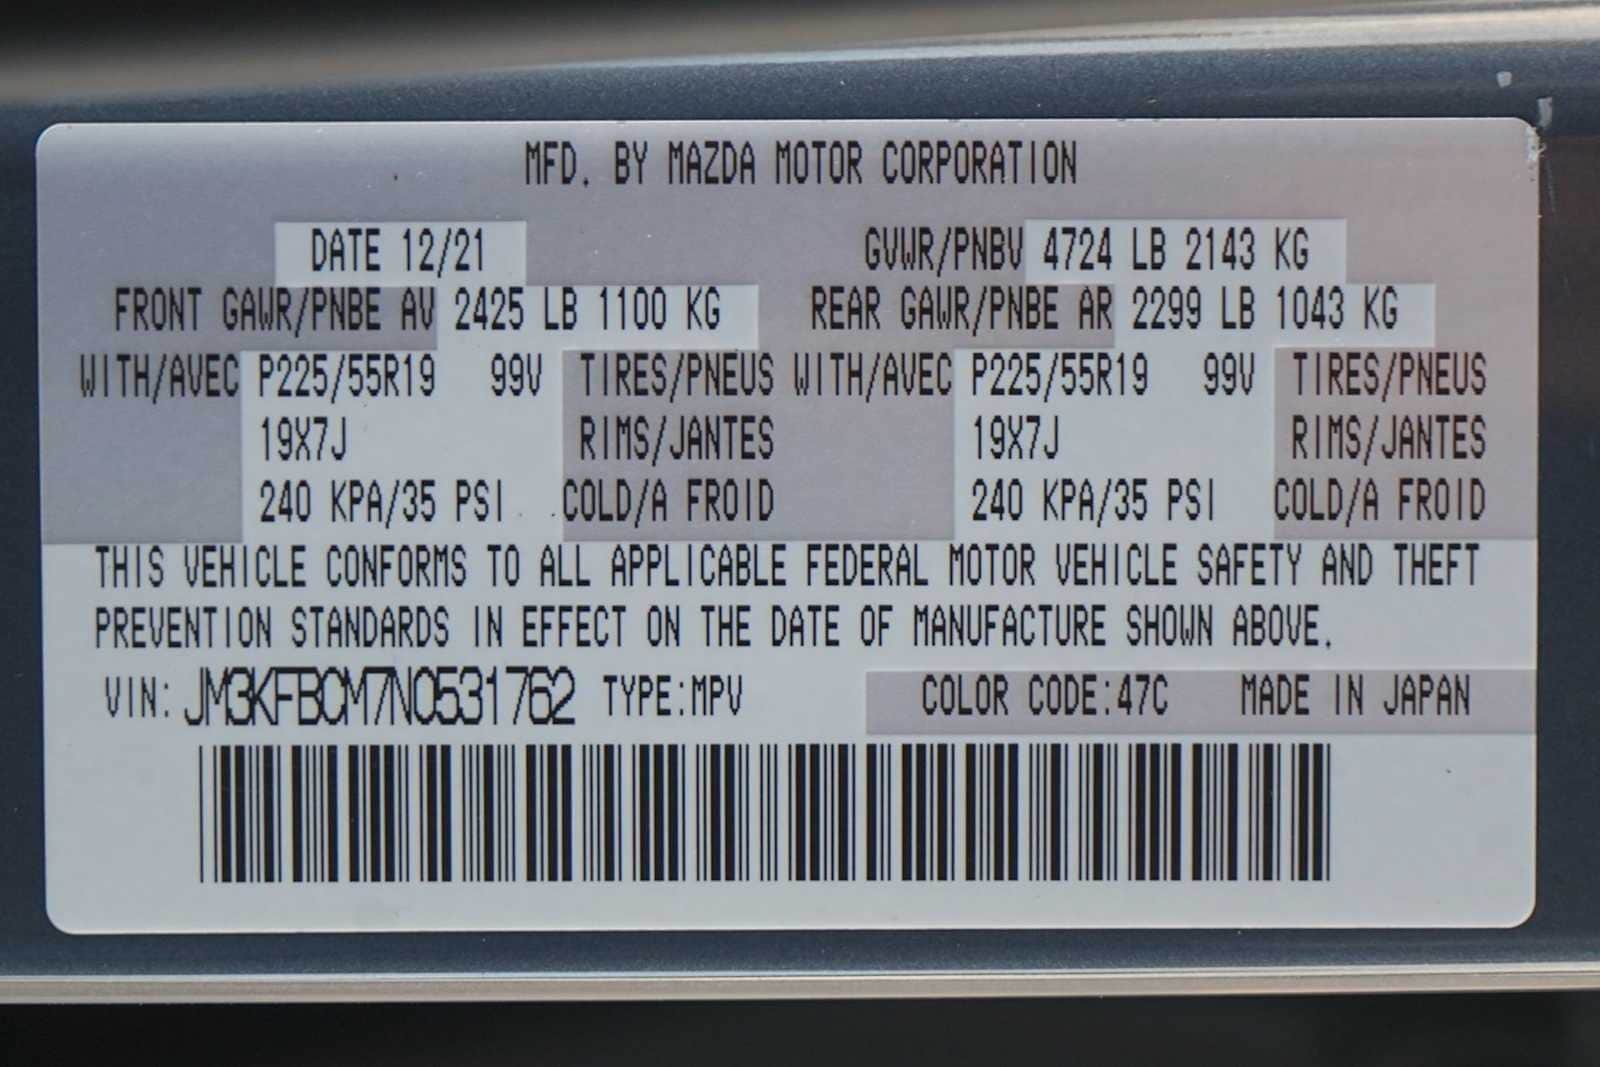 MFD. BY MAZDA MOTOR CORPORATION
DATE 12/21 GVWR/PNBV 4724 LB 2143 KG
FRONT GAWR/PNBE AV 2425 LB 1100 KG REAR GAWR/PNBE AR 2299 LB 1043 KG
WITH/AVEC P225/55R19 99V TIRES/PNEUS WITH/AVEC P225/55R19 99V TIRES/PNEUS
19X7J RIMS/JANTES 19X7J RIMS/JANTES
240 KPA/35 PSI COLD/A FROID 240 KPA/35 PSI COLD/A FROID
THIS VEHICLE CONFORMS TO ALL APPLICABLE FEDERAL MOTOR VEHICLE SAFETY AND THEFT
PREVENTION STANDARDS IN EFFECT ON THE DATE OF MANUFACTURE SHOWN ABOVE.
VIN: JM3KFBCM7N0531762 TYPE:MPV COLOR CODE:47C MADE IN JAPAN